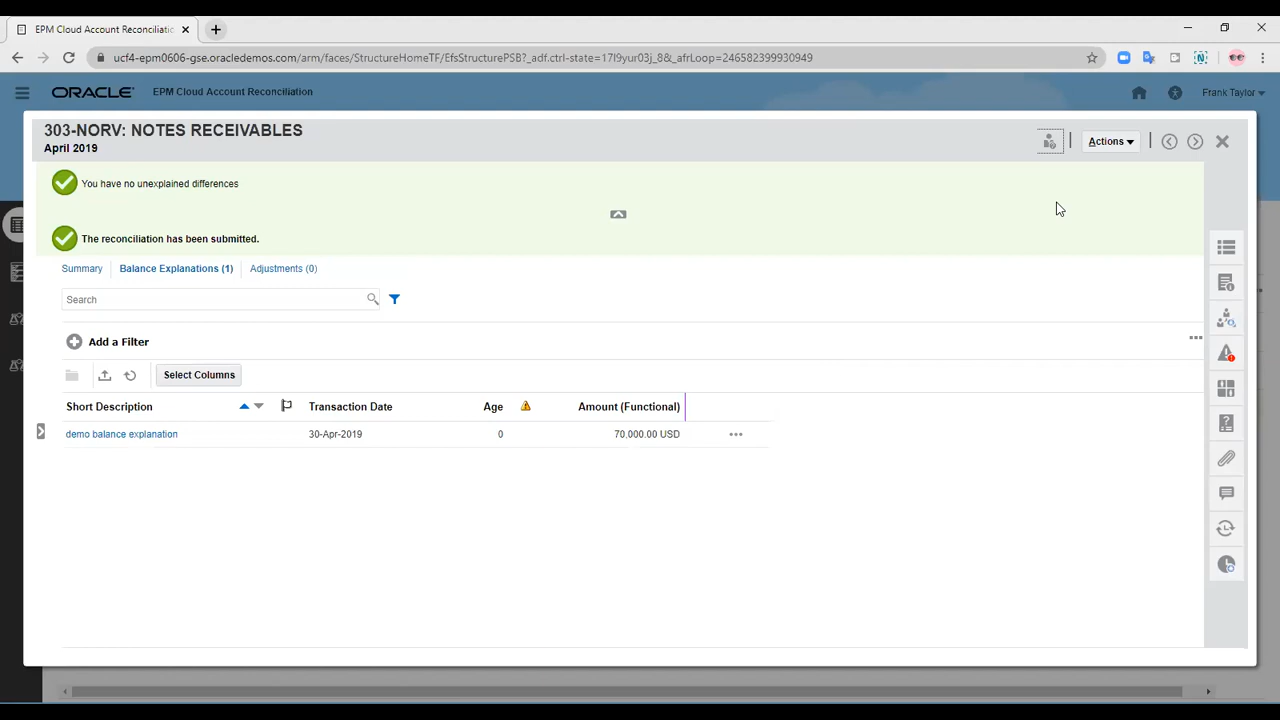 EPM Cloud Account Reconciliatic
ucf4-epm0606-gse.oracledemos.com/arm/faces/StructureHomTF/EfsStructurePSB?_adf.ctrl-state=17l9yur03j_8&_afrLoop=246582399930949
ORACLE
EPM Cloud Account Reconciliation
Frank Taylor
303-NORV: NOTES RECEIVABLES
April 2019
Actions
You have no unexplained differences
The reconciliation has been submitted.
Summary Balance Explanations (1) Adjustments (0)
Search
Add a Filter
Select Columns
Short Description Transaction Date Age Amount (Functional)
demo balance explanation 30-Apr-2019 0 70,000.00 USD